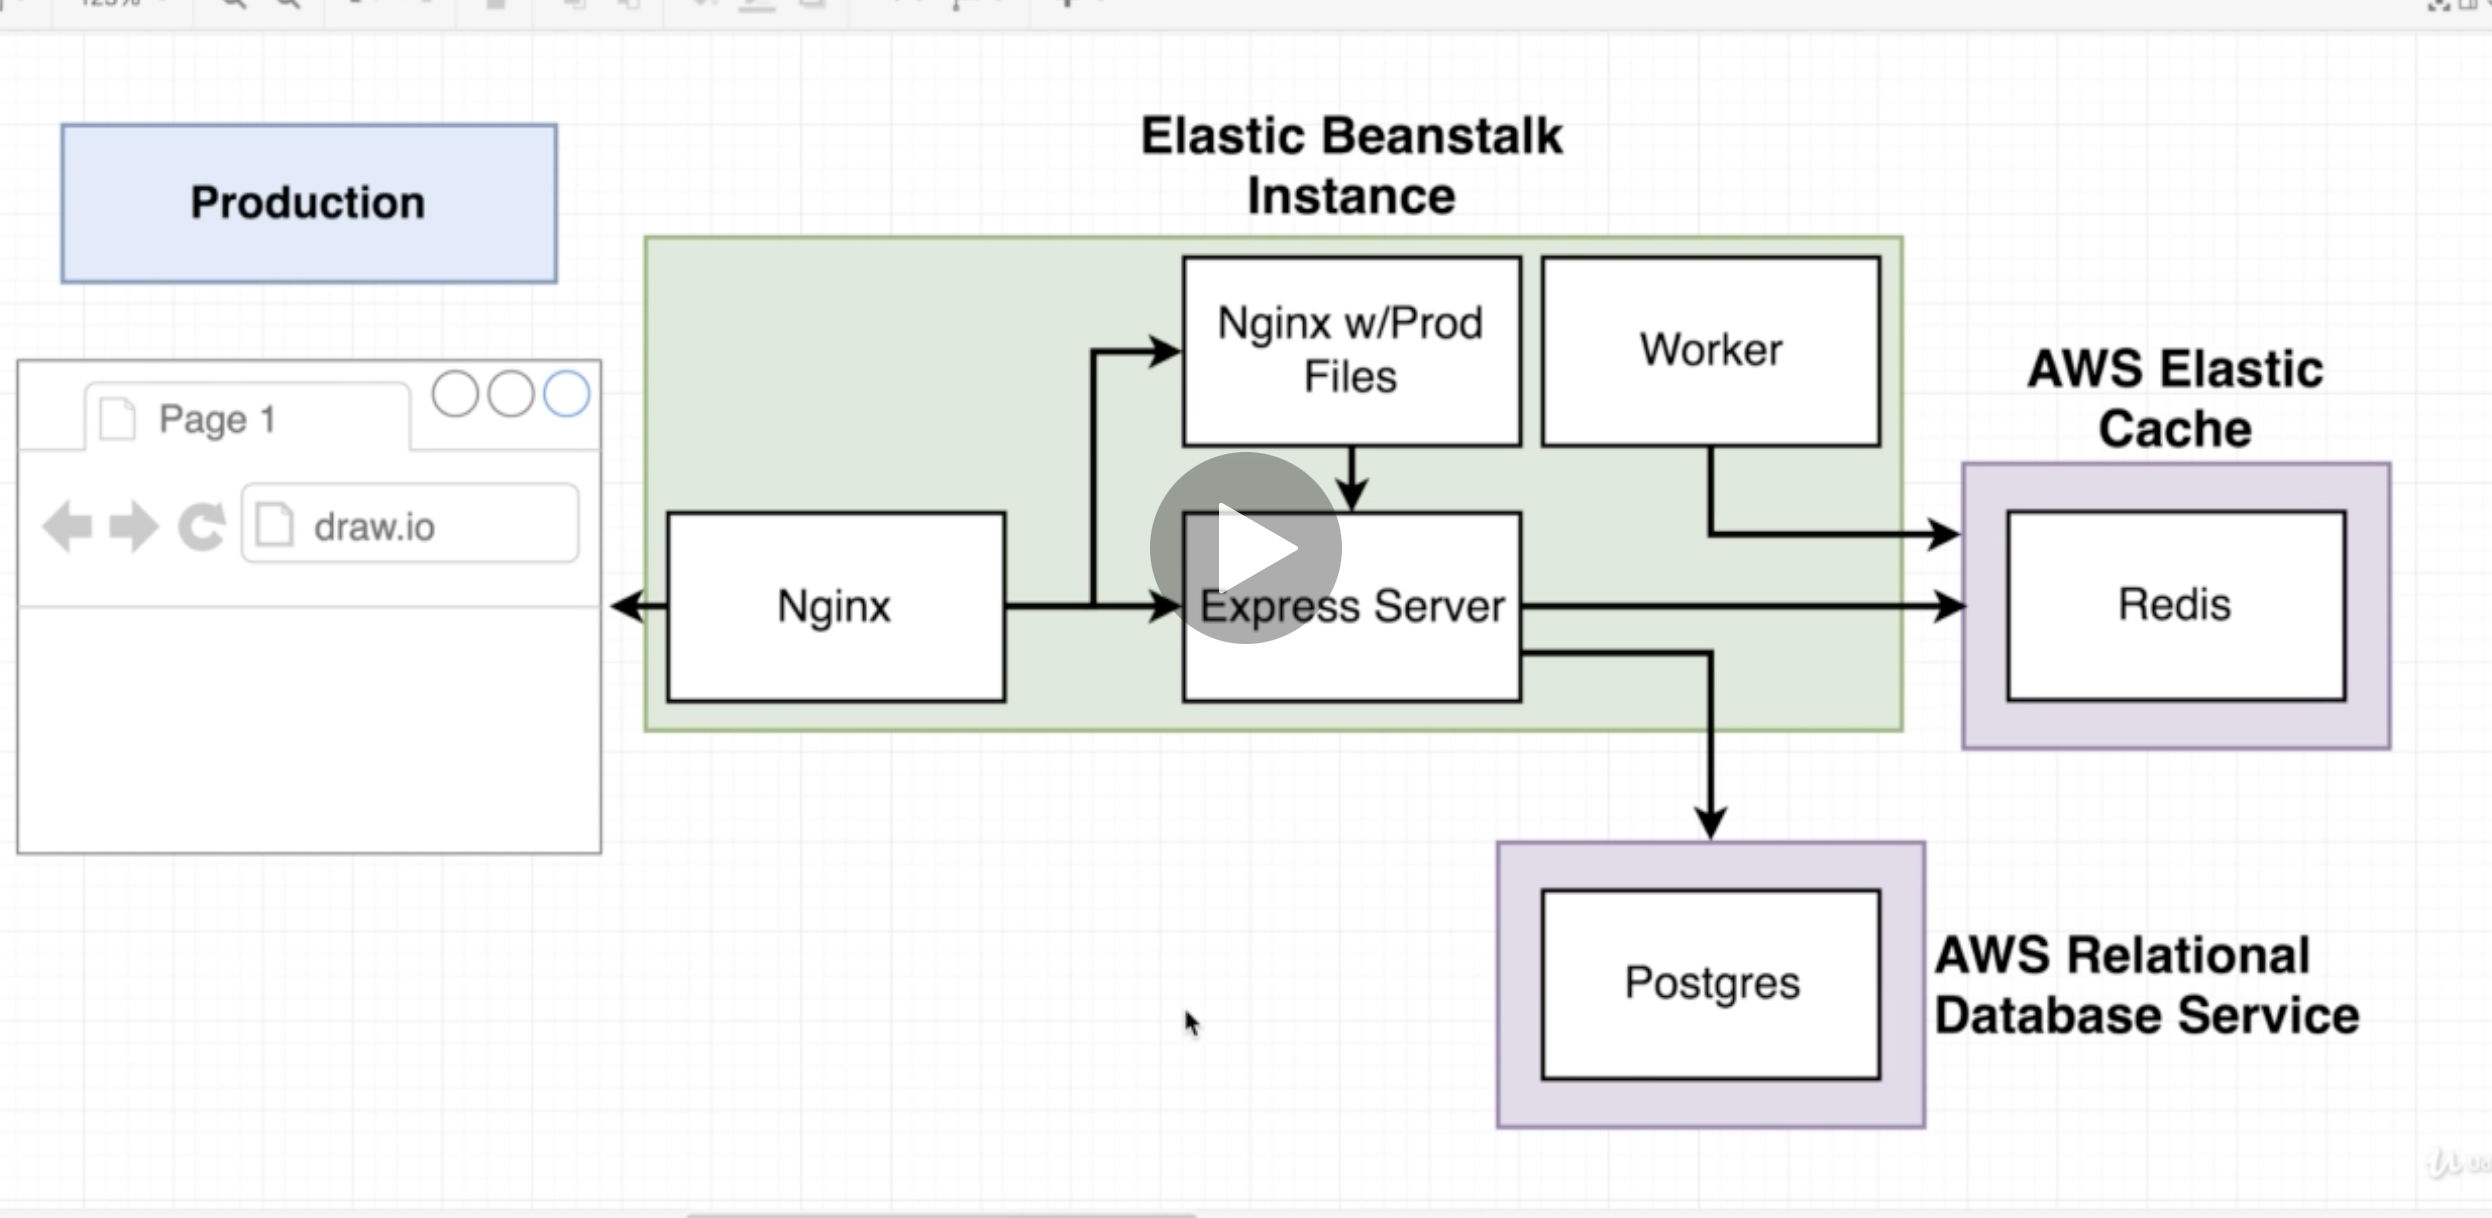 Production
Elastic Beanstalk
Instance
Nginx w/Prod
Files
Worker
AWS Elastic
Cache
Page 1
draw.io
Nginx
Express Server
Redis
Postgres
AWS Relational
Database Service